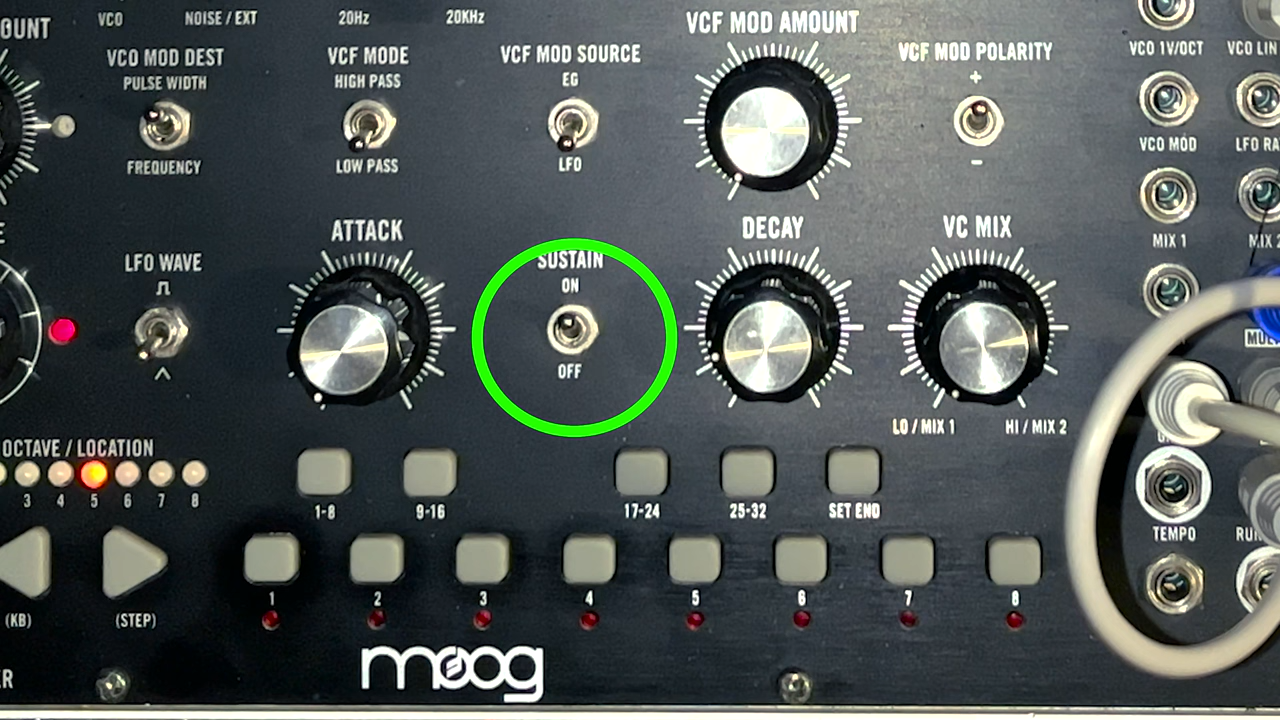 VCO
NOISE / EXT
20Hz
20KHz
VCF MOD AMOUNT
VCO MOD DEST
PULSE WIDTH
FREQUENCY
VCF MODE
HIGH PASS
LOW PASS
VCF MOD SOURCE
EG
LFO
VCF MOD POLARITY
+
−
VCO 1V/OCT
VCO LIN
VCO MOD
LFO RA
MIX 1
MIX 2
LFO WAVE
ATTACK
SUSTAIN
ON
OFF
DECAY
VC MIX
LO / MIX 1
HI / MIX 2
OCTAVE / LOCATION
3 4 5 6 7 8
1-8
9-16
17-24
25-32
SET END
(KB)
(STEP)
1 2 3 4 5 6 7 8
TEMPO
moog